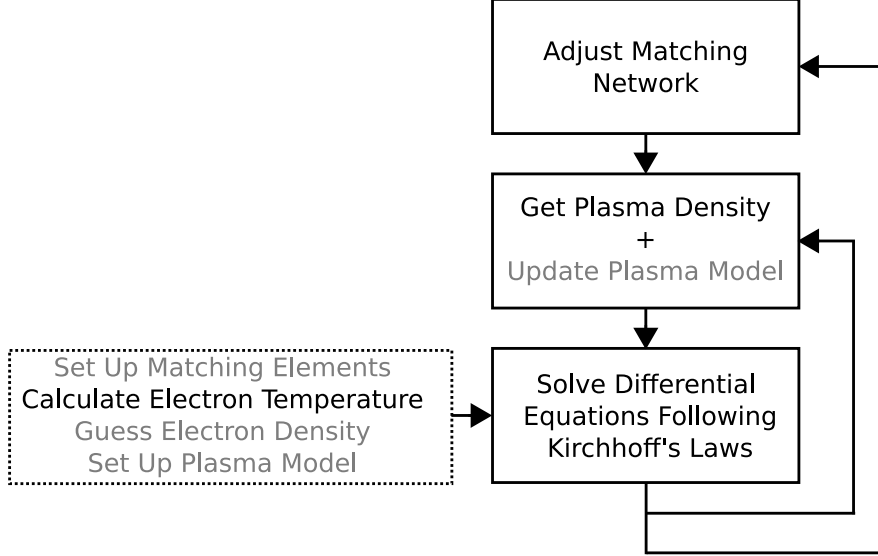 Adjust Matching
Network
Get Plasma Density
+
Update Plasma Model
Set Up Matching Elements
Calculate Electron Temperature
Guess Electron Density
Set Up Plasma Model
Solve Differential
Equations Following
Kirchhoff's Laws